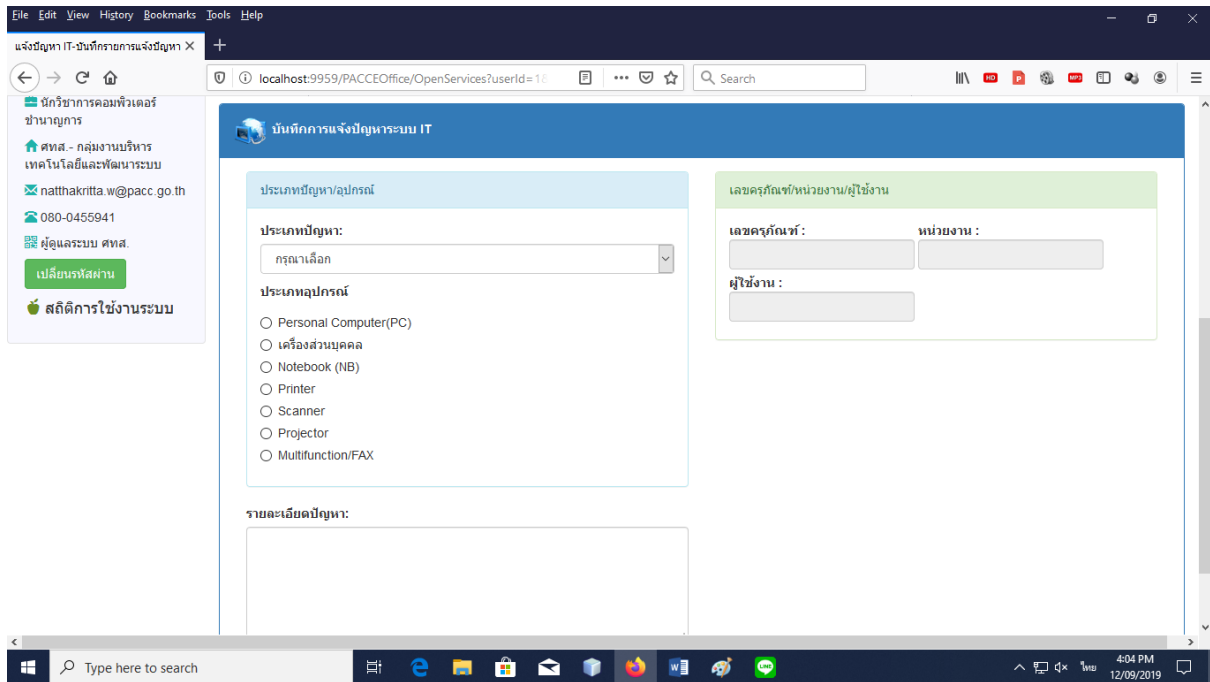 File Edit View History Bookmarks Tools Help
แจ้งปัญหา IT-บันทึกรายการแจ้งปัญหา
localhost:9959/PACCEOffice/OpenServices?userId=1
Search
HD
P
MP3
นักวิชาการคอมพิวเตอร์
ชำนาญการ
ศทส.- กลุ่มงานบริหาร
เทคโนโลยีและพัฒนาระบบ
natthakritta.w@pacc.go.th
080-0455941
ผู้ดูแลระบบ ศทส.
เปลี่ยนรหัสผ่าน
สถิติการใช้งานระบบ
บันทึกการแจ้งปัญหาระบบ IT
ประเภทปัญหา/อุปกรณ์
ประเภทปัญหา:
กรุณาเลือก
ประเภทอุปกรณ์
Personal Computer(PC)
เครื่องส่วนบุคคล
Notebook (NB)
Printer
Scanner
Projector
Multifunction/FAX
รายละเอียดปัญหา:
เลขครุภัณฑ์/หน่วยงาน/ผู้ใช้งาน
เลขครุภัณฑ์ :
หน่วยงาน :
ผู้ใช้งาน :
Type here to search
LINE
ไทย
4:04 PM
12/09/2019